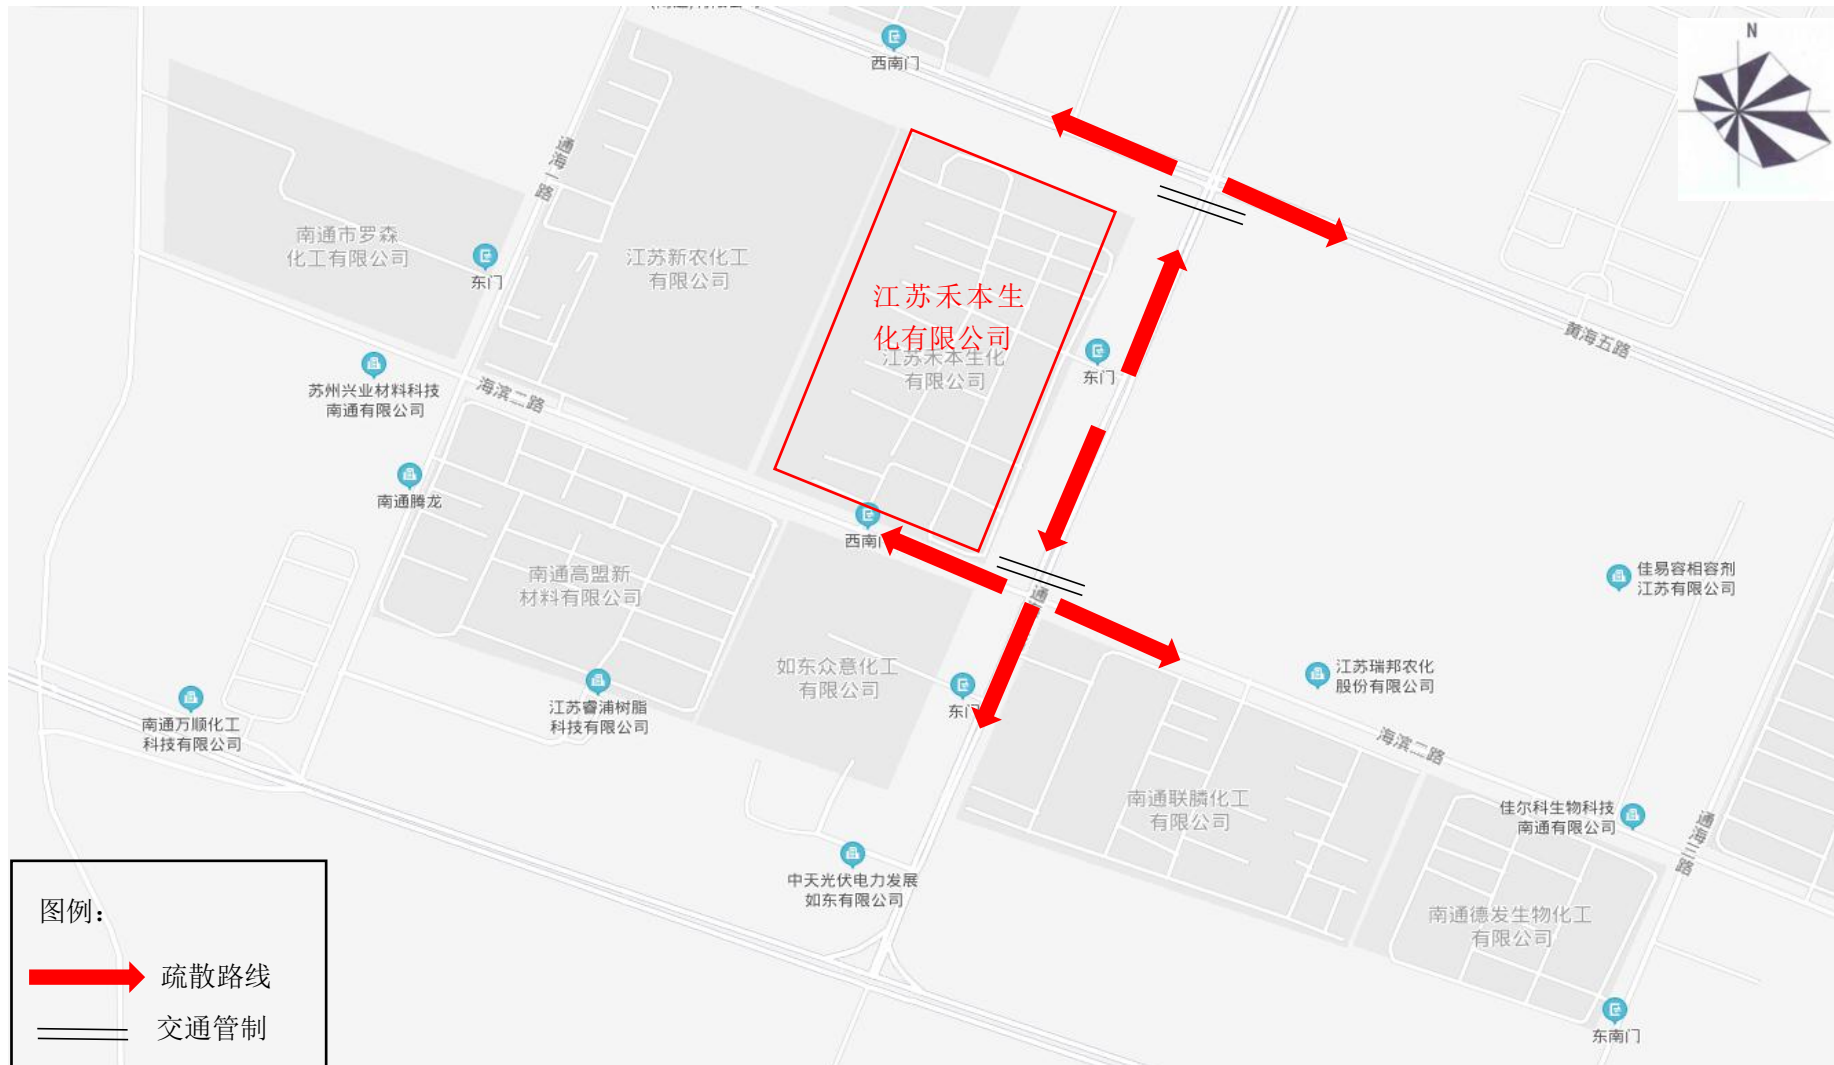 西南门
N
通海一路
南通市罗森
化工有限公司
东门
江苏新农化工
有限公司
江苏禾本生
化有限公司
江苏禾本生化
有限公司
东门
黄海五路
苏州兴业材料科技
南通有限公司
海滨二路
南通腾龙
西南门
南通高盟新
材料有限公司
通
佳易容相容剂
江苏有限公司
如东众意化工
有限公司
东门
江苏瑞邦农化
股份有限公司
江苏睿浦树脂
科技有限公司
南通万顺化工
科技有限公司
海滨二路
南通联膦化工
有限公司
佳尔科生物科技
南通有限公司
通海三路
中天光伏电力发展
如东有限公司
南通德发生物化工
有限公司
东南门
图例：
疏散路线
交通管制